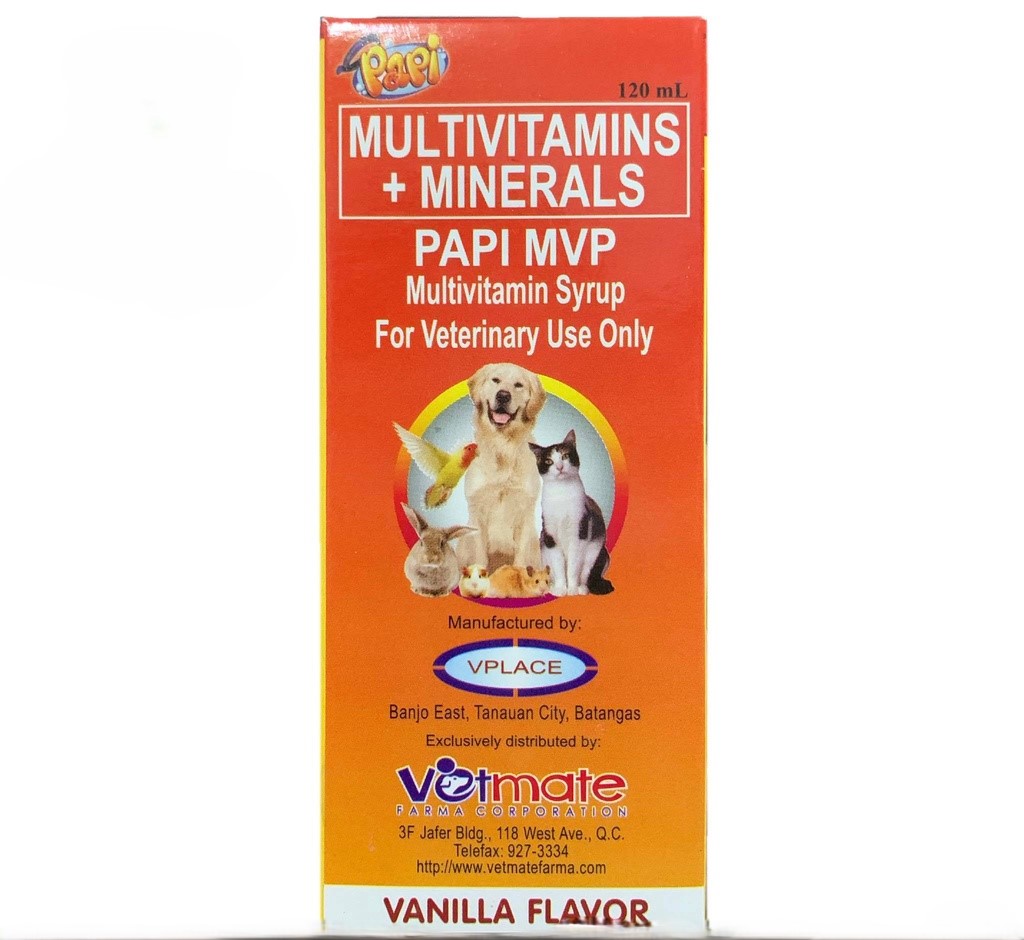 Papi
120 mL
MULTIVITAMINS
+ MINERALS
PAPI MVP
Multivitamin Syrup
For Veterinary Use Only
Manufactured by:
VPLACE
Banjo East, Tanauan City, Batangas
Exclusively distributed by:
Vetmate
FARMA CORPORATION
3F Jafer Bldg., 118 West Ave., Q.C.
Telefax: 927-3334
http://www.vetmatefarma.com
VANILLA FLAVOR